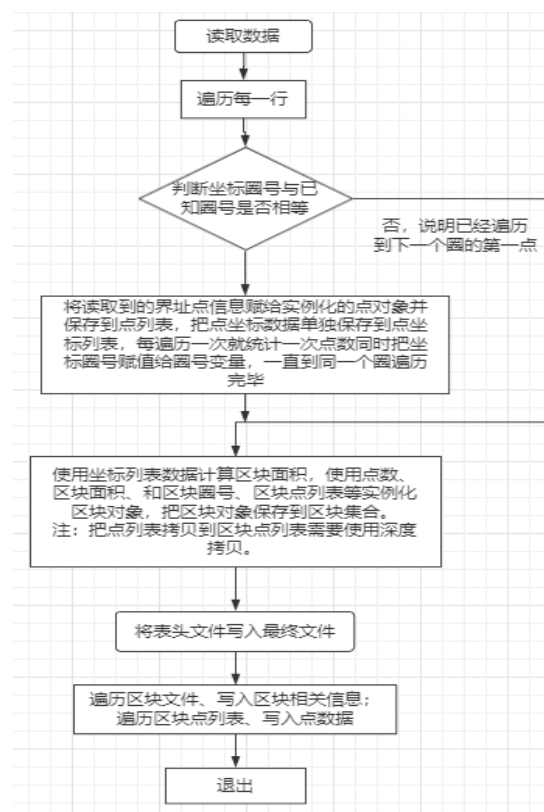 读取数据
遍历每一行
判断坐标圈号与已
知圈号是否相等
否，说明已经遍历
到下一个圈的第一点
将读取到的界址点信息赋给实例化的点对象并
保存到点列表，把点坐标数据单独保存到点坐
标列表，每遍历一次就统计一次点数同时把坐
标圈号赋值给圈号变量，一直到同一个圈遍历
完毕
使用坐标列表数据计算区块面积，使用点数、
区块面积、和区块圈号、区块点列表等实例化
区块对象，把区块对象保存到区块集合。
注：把点列表拷贝到区块点列表需要使用深度
拷贝。
将表头文件写入最终文件
遍历区块文件、写入区块相关信息；
遍历区块点列表、写入点数据
退出